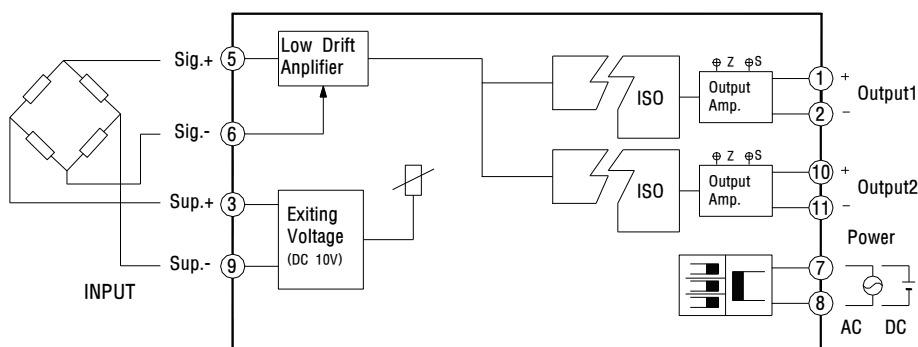 Sig.+ 5
Low Drift
Anplifier
Sig.- 6
Sup.+ 3
Sup.- 9
Exiting
Voltage
(DC 10V)
INPUT
ISO
Z S
Output
Amp.
1 +
2 −
Output1
ISO
Z S
Output
Amp.
10 +
11 −
Output2
Power
7
8
AC DC